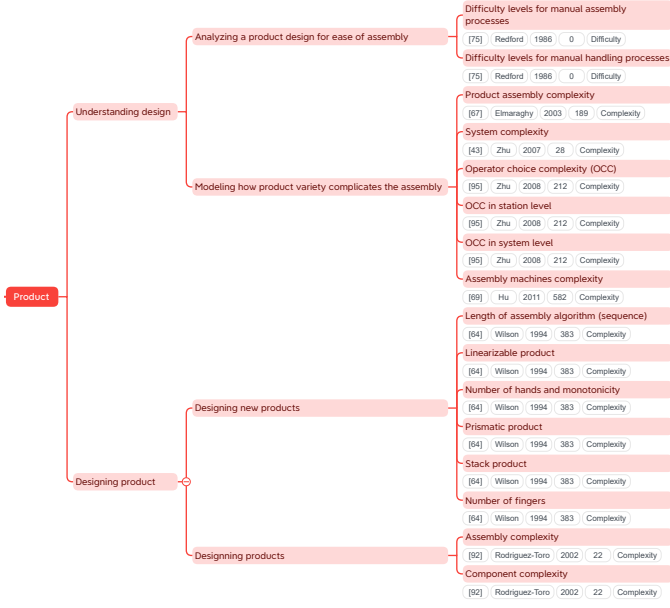 Product
Understanding design
Analyzing a product design for ease of assembly
Difficulty levels for manual assembly
processes
[75] Redford 1986 0 Difficulty
Difficulty levels for manual handling processes
[75] Redford 1986 0 Difficulty
Modeling how product variety complicates the assembly
Product assembly complexity
[67] Elmaraghy 2003 189 Complexity
System complexity
[43] Zhu 2007 28 Complexity
Operator choice complexity (OCC)
[95] Zhu 2008 212 Complexity
OCC in station level
[95] Zhu 2008 212 Complexity
OCC in system level
[95] Zhu 2008 212 Complexity
Assembly machines complexity
[69] Hu 2011 582 Complexity
Designing product
Designing new products
Length of assembly algorithm (sequence)
[64] Wilson 1994 383 Complexity
Linearizable product
[64] Wilson 1994 383 Complexity
Number of hands and monotonicity
[64] Wilson 1994 383 Complexity
Prismatic product
[64] Wilson 1994 383 Complexity
Stack product
[64] Wilson 1994 383 Complexity
Number of fingers
[64] Wilson 1994 383 Complexity
Designning products
Assembly complexity
[92] Rodriguez-Toro 2002 22 Complexity
Component complexity
[92] Rodriguez-Toro 2002 22 Complexity